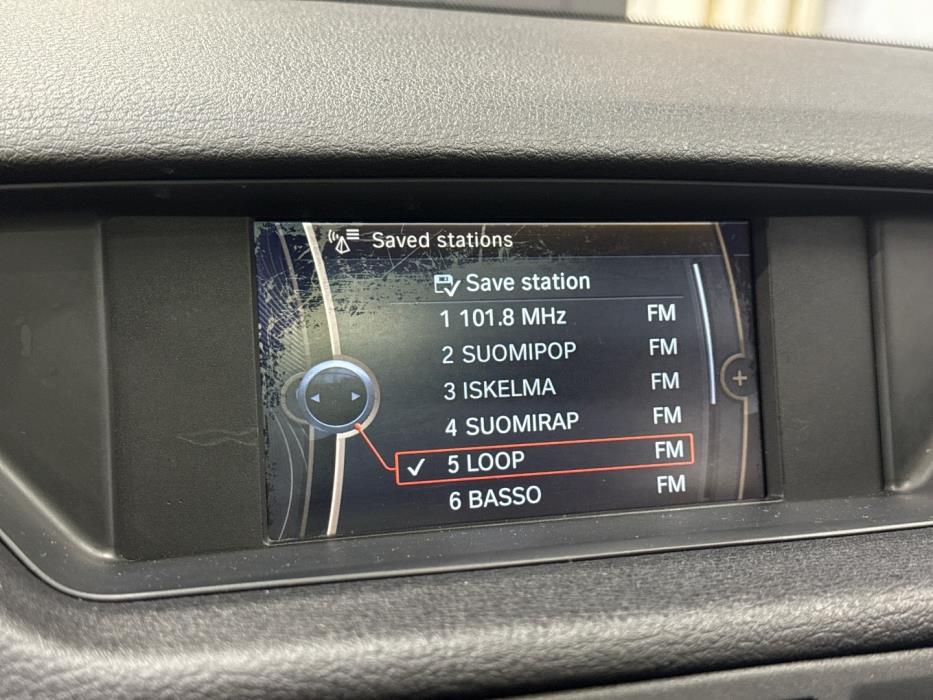 Saved stations
Save station
1 101.8 MHz FM
2 SUOMIPOP FM
3 ISKELMA FM
4 SUOMIRAP FM
5 LOOP FM
6 BASSO FM